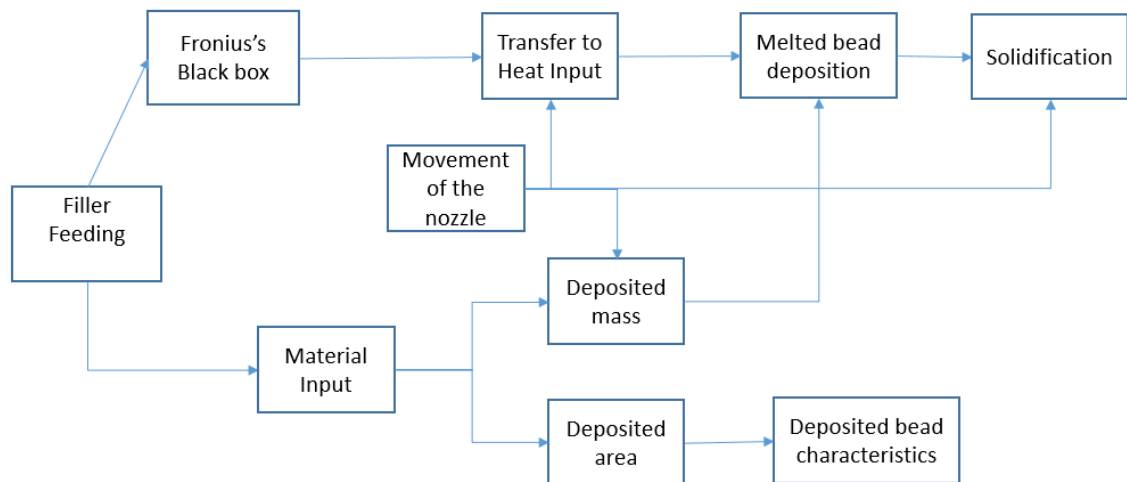 Fronius’s
Black box
Transfer to
Heat Input
Melted bead
deposition
Solidification
Movement
of the
nozzle
Filler
Feeding
Deposited
mass
Material
Input
Deposited
area
Deposited bead
characteristics